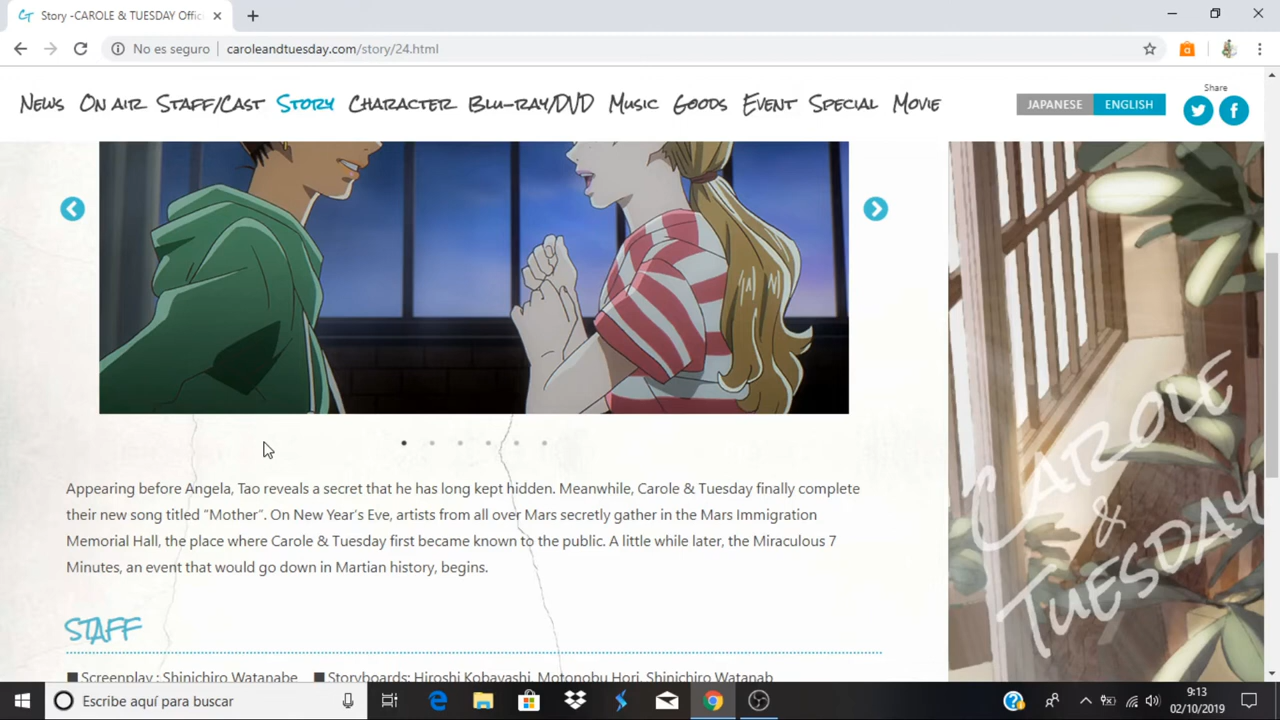 Story -CAROLE & TUESDAY Offic
No es seguro
caroleandtuesday.com/story/24.html
NEWS ON AIR STAFF/CAST STORY CHARACTER BLU-RAY/DVD MUSIC GOODS EVENT SPECIAL MOVIE
JAPANESE ENGLISH
Share
Appearing before Angela, Tao reveals a secret that he has long kept hidden. Meanwhile, Carole & Tuesday finally complete
their new song titled “Mother”. On New Year’s Eve, artists from all over Mars secretly gather in the Mars Immigration
Memorial Hall, the place where Carole & Tuesday first became known to the public. A little while later, the Miraculous 7
Minutes, an event that would go down in Martian history, begins.
STAFF
■ Screenplay : Shinichiro Watanabe ■ Storyboards: Hiroshi Kobayashi, Motonobu Hori, Shinichiro Watanab
CAROLE
&
TUESDAY
Escribe aquí para buscar
9:13
02/10/2019